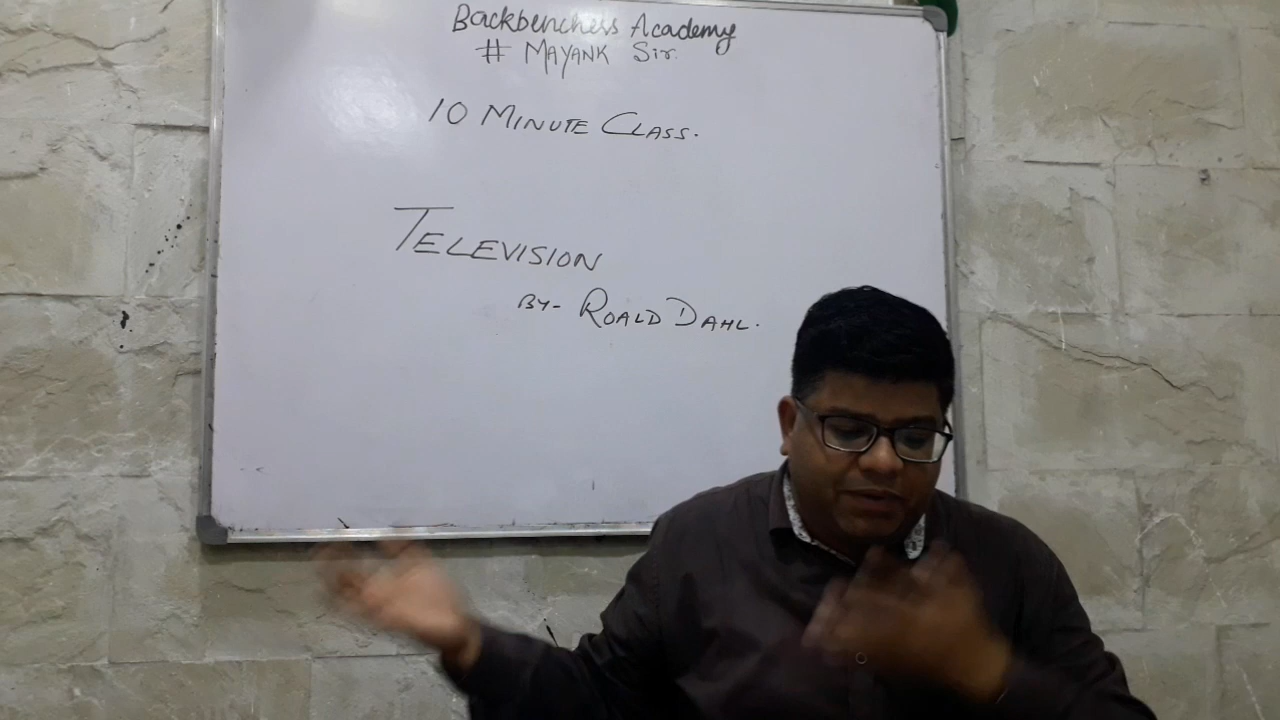 Backbenchers Academy
# MAYANK Sir.
10 MINUTE CLASS.
TELEVISION
BY- ROALD DAHL.